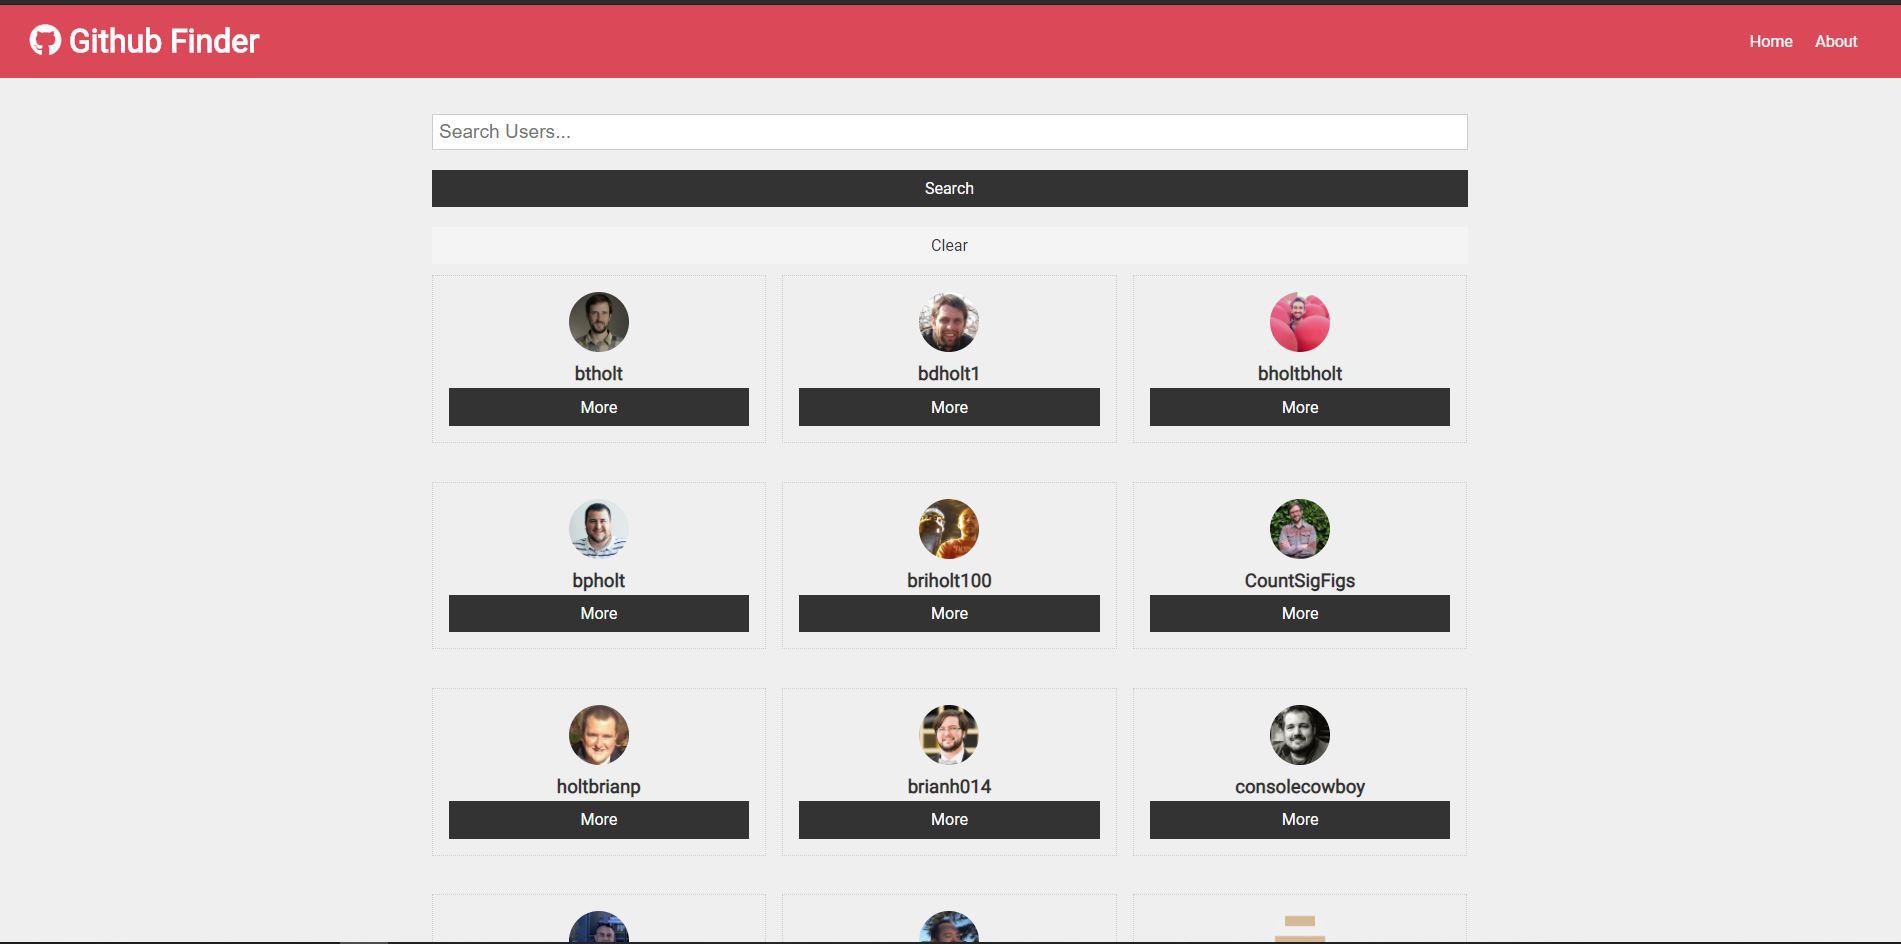 Github Finder
Home
About
Search Users...
Search
Clear
btholt
bdholt1
bholtbholt
More
More
More
bpholt
briholt100
CountSigFigs
More
More
More
holtbrianp
brianh014
consolecowboy
More
More
More